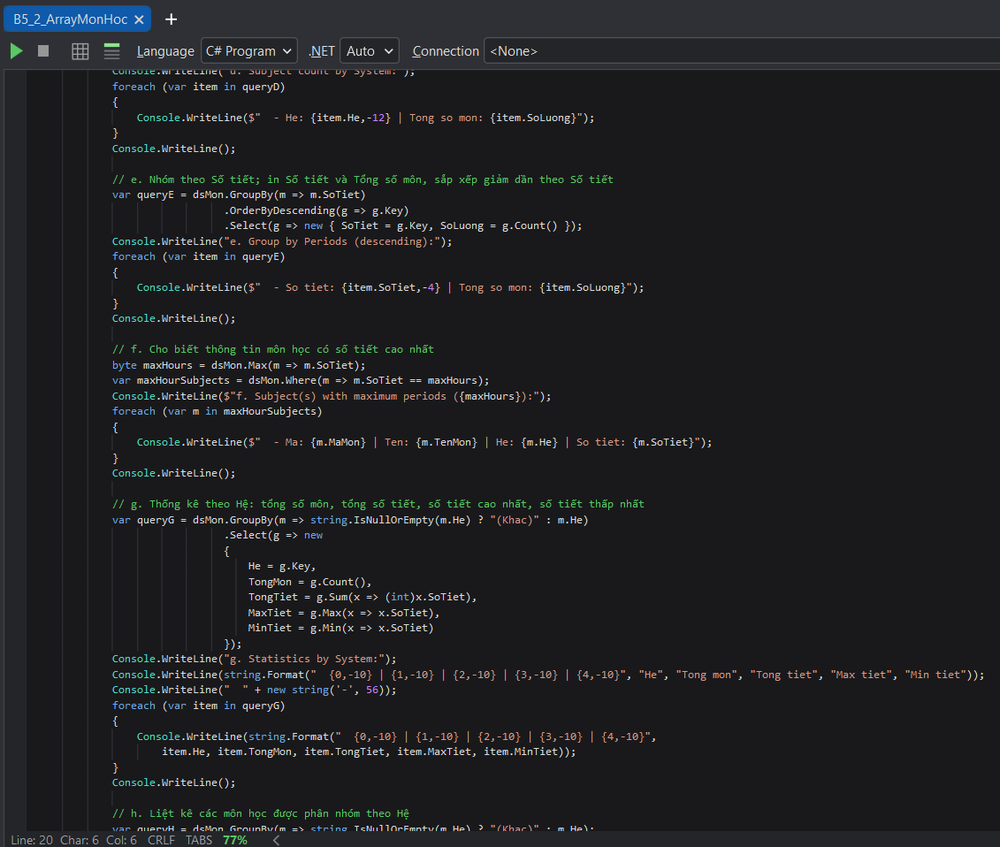 B5_2_ArrayMonHoc × +
Language C# Program .NET Auto Connection <None>
Console.WriteLine("d. Subject Count by System:");
foreach (var item in queryD)
{
Console.WriteLine($"  - He: {item.He,-12} | Tong so mon: {item.SoLuong}");
}
Console.WriteLine();
// e. Nhóm theo Số tiết; in Số tiết và Tổng số môn, sắp xếp giảm dần theo Số tiết
var queryE = dsMon.GroupBy(m => m.SoTiet)
.OrderByDescending(g => g.Key)
.Select(g => new { SoTiet = g.Key, SoLuong = g.Count() });
Console.WriteLine("e. Group by Periods (descending):");
foreach (var item in queryE)
{
Console.WriteLine($"  - So tiet: {item.SoTiet,-4} | Tong so mon: {item.SoLuong}");
}
Console.WriteLine();
// f. Cho biết thông tin môn học có số tiết cao nhất
byte maxHours = dsMon.Max(m => m.SoTiet);
var maxHourSubjects = dsMon.Where(m => m.SoTiet == maxHours);
Console.WriteLine($"f. Subject(s) with maximum periods ({maxHours}):");
foreach (var m in maxHourSubjects)
{
Console.WriteLine($"  - Ma: {m.MaMon} | Ten: {m.TenMon} | He: {m.He} | So tiet: {m.SoTiet}");
}
Console.WriteLine();
// g. Thống kê theo Hệ: tổng số môn, tổng số tiết, số tiết cao nhất, số tiết thấp nhất
var queryG = dsMon.GroupBy(m => string.IsNullOrEmpty(m.He) ? "(Khac)" : m.He)
.Select(g => new
{
He = g.Key,
TongMon = g.Count(),
TongTiet = g.Sum(x => (int)x.SoTiet),
MaxTiet = g.Max(x => x.SoTiet),
MinTiet = g.Min(x => x.SoTiet)
});
Console.WriteLine("g. Statistics by System:");
Console.WriteLine(string.Format("  {0,-10} | {1,-10} | {2,-10} | {3,-10} | {4,-10}", "He", "Tong mon", "Tong tiet", "Max tiet", "Min tiet"));
Console.WriteLine("  " + new string('-', 56));
foreach (var item in queryG)
{
Console.WriteLine(string.Format("  {0,-10} | {1,-10} | {2,-10} | {3,-10} | {4,-10}",
item.He, item.TongMon, item.TongTiet, item.MaxTiet, item.MinTiet));
}
Console.WriteLine();
// h. Liệt kê các môn học được phân nhóm theo Hệ
var queryH = dsMon.GroupBy(m => string.IsNullOrEmpty(m.He) ? "(Khac)" : m.He);
Line: 20 Char: 6 Col: 6 CRLF TABS 77%